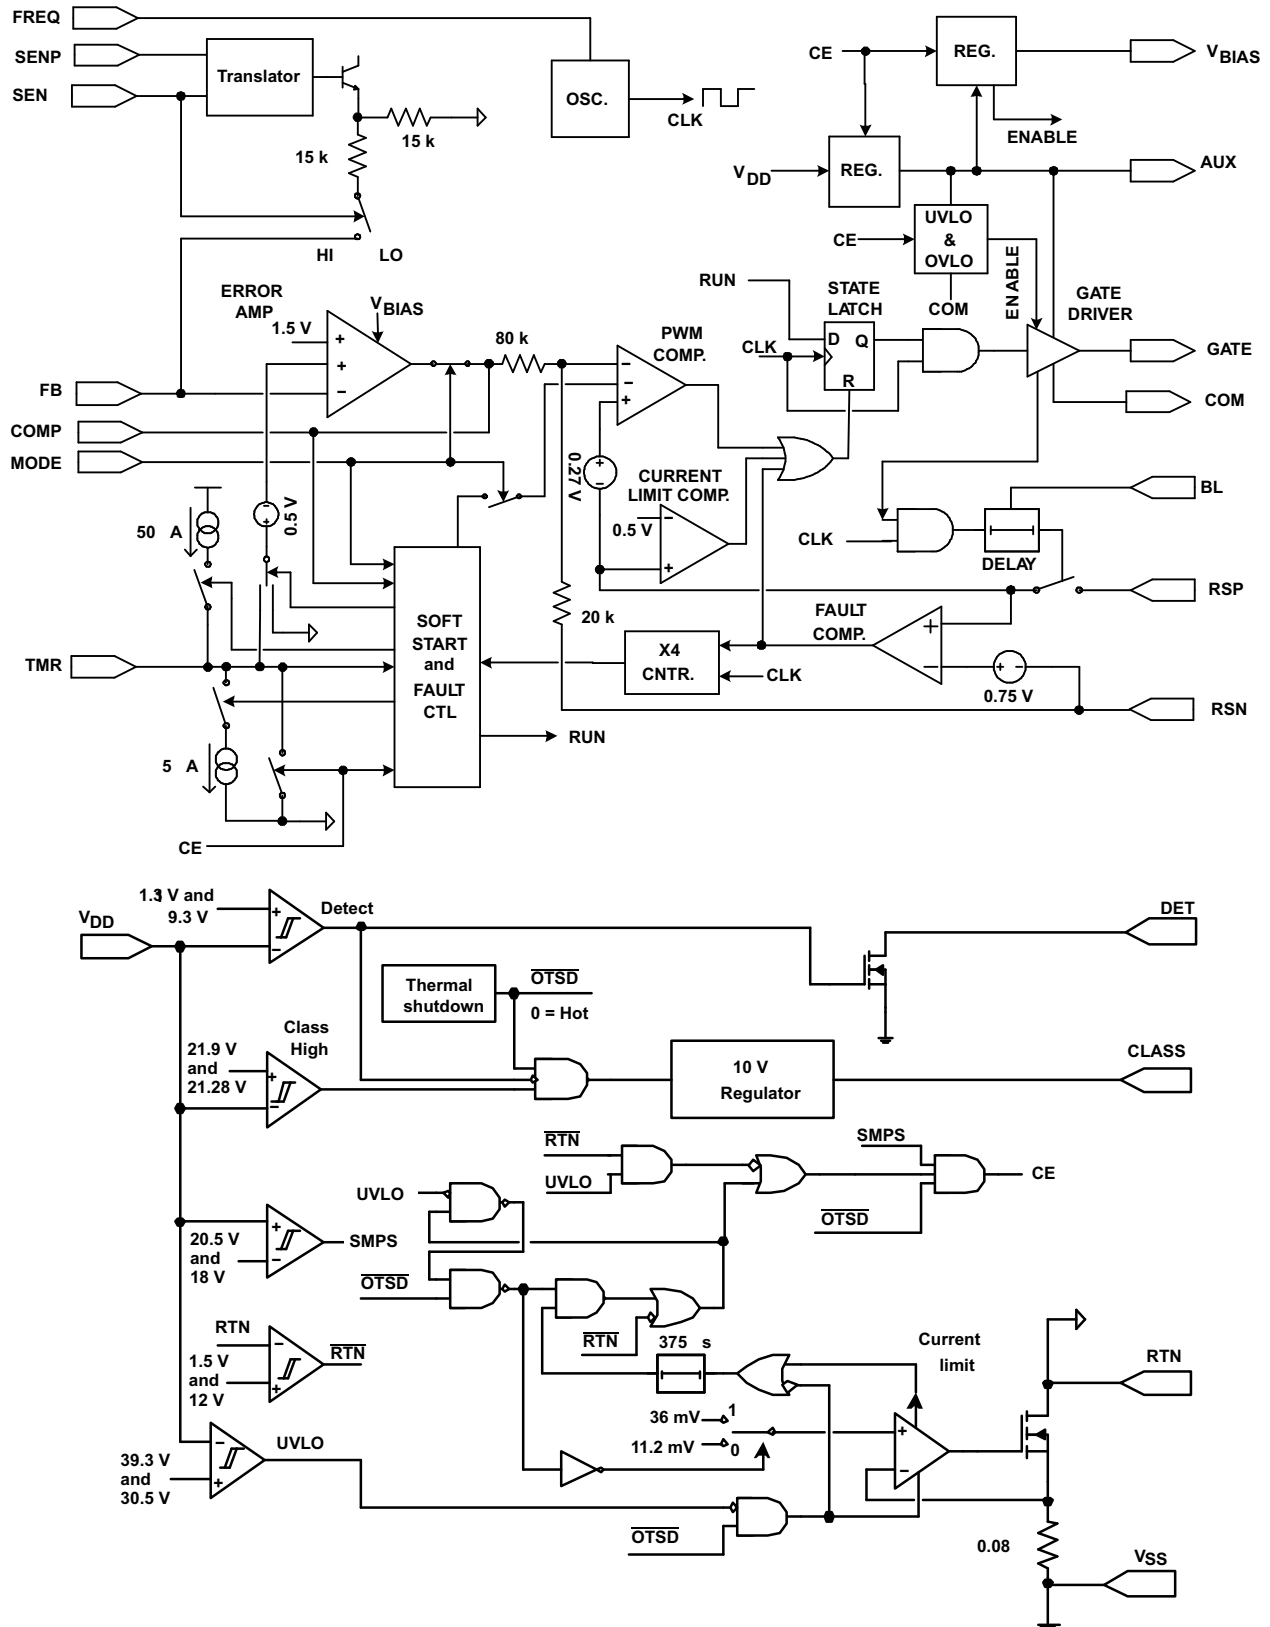 FREQ
SENP
SEN
Translator
15 k
15 k
HI
LO
OSC.
CLK
CE
REG.
VBIAS
ENABLE
VDD
REG.
AUX
CE
UVLO
&
OVLO
COM
ENABLE
GATE
DRIVER
GATE
COM
RUN
STATE
LATCH
D
Q
R
CLK
ERROR
AMP
VBIAS
1.5 V
+
+
−
80 k
PWM
COMP.
−
−
+
FB
COMP
MODE
0.27 V
+
−
CURRENT
LIMIT COMP.
−
0.5 V
+
BL
CLK
DELAY
RSP
50 A
+
−
0.5 V
SOFT
START
and
FAULT
CTL
20 k
FAULT
COMP.
+
−
+ −
0.75 V
X4
CNTR.
CLK
TMR
RSN
RUN
5 A
CE
VDD
1.3 V and
9.3 V
+
−
Detect
DET
Thermal
shutdown
OTSD
0 = Hot
Class
High
21.9 V
and
21.28 V
+
−
10 V
Regulator
CLASS
RTN
UVLO
SMPS
CE
OTSD
UVLO
20.5 V
and
18 V
+
−
SMPS
OTSD
RTN
RTN
1.5 V
and
12 V
−
+
RTN
375 s
Current
limit
RTN
36 mV
1
11.2 mV
0
+
−
39.3 V
and
30.5 V
−
+
UVLO
OTSD
0.08
VSS